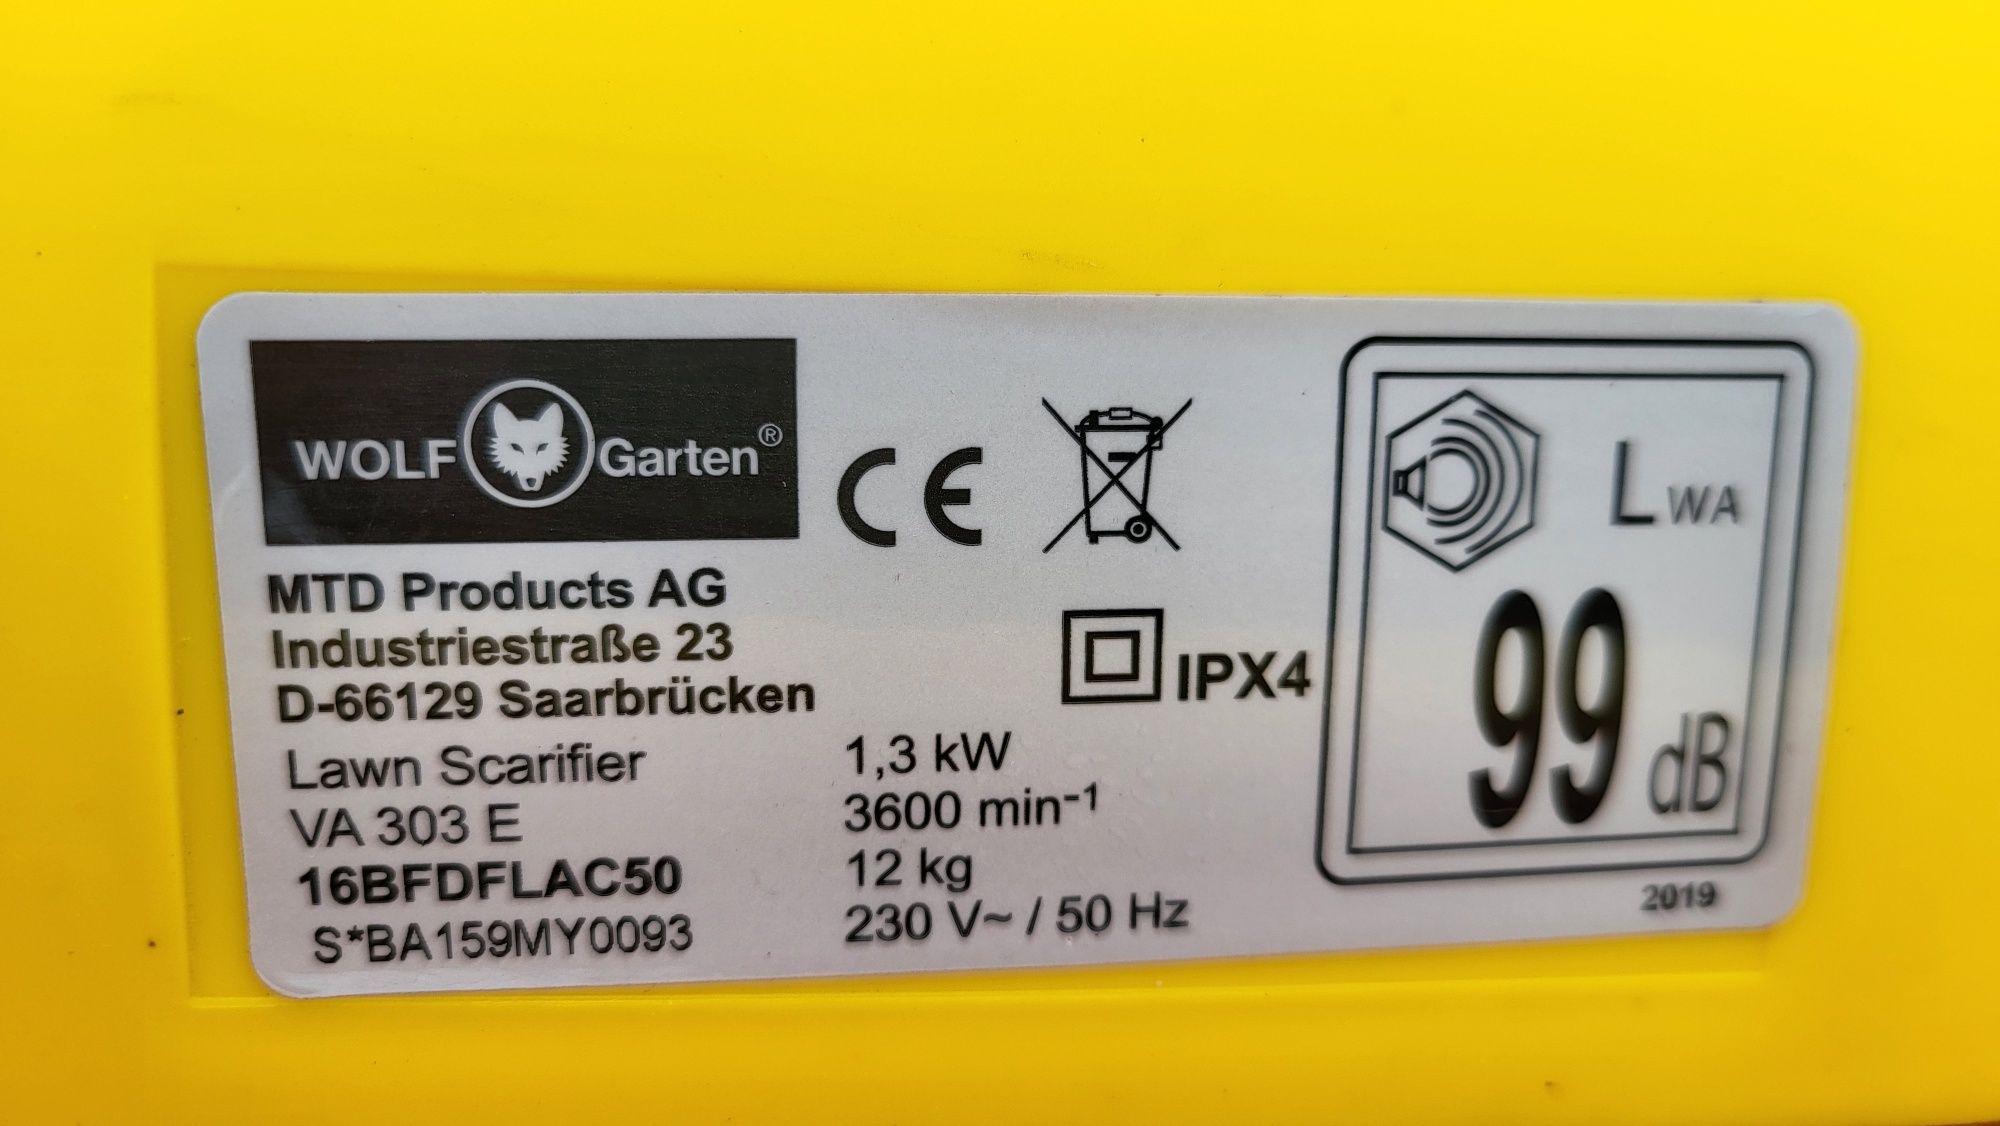 WOLF Garten®
CE
MTD Products AG
Industriestraße 23
D-66129 Saarbrücken
IPX4
Lawn Scarifier
VA 303 E
16BFDFLAC50
S*BA159MY0093
1,3 kW
3600 min⁻¹
12 kg
230 V~ / 50 Hz
LWA
99 dB
2019